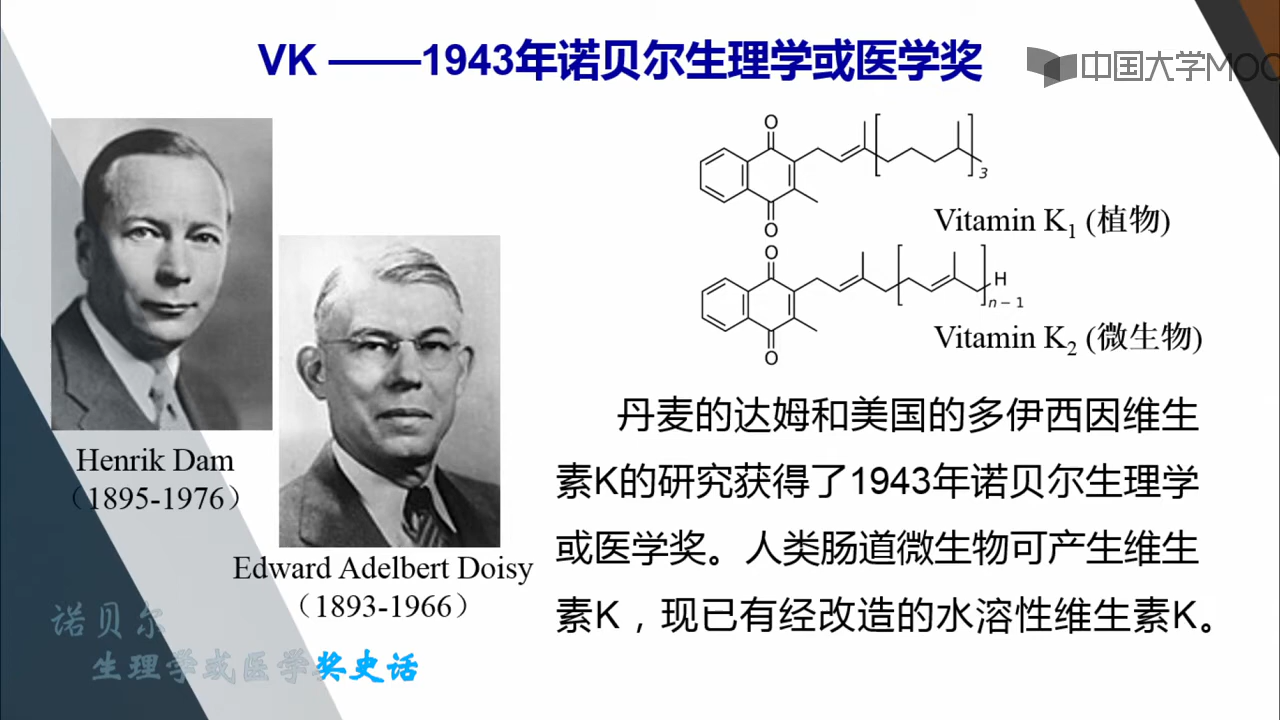 VK ——1943年诺贝尔生理学或医学奖
中国大学MOO
O
O
3
Vitamin K1 (植物)
O
H
n − 1
O
Vitamin K2 (微生物)
Henrik Dam
（1895-1976）
Edward Adelbert Doisy
（1893-1966）
丹麦的达姆和美国的多伊西因维生
素K的研究获得了1943年诺贝尔生理学
或医学奖。人类肠道微生物可产生维生
素K，现已有经改造的水溶性维生素K。
诺贝尔
生理学或医学奖史话